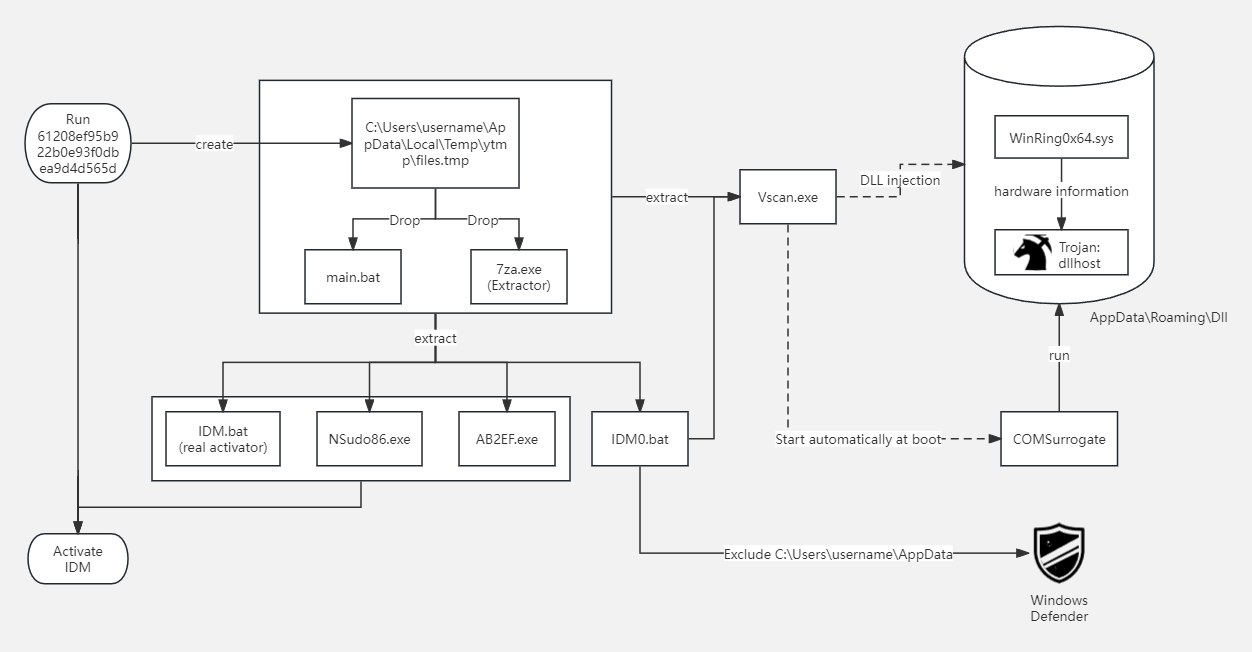 Run
61208ef95b9
22b0e93f0db
ea9d4d565d
create
C:\Users\username\Ap
pData\Local\Temp\ytm
p\files.tmp
Drop
Drop
main.bat
7za.exe
(Extractor)
extract
Vscan.exe
DLL injection
WinRing0x64.sys
hardware information
Trojan:
dllhost
AppData\Roaming\Dll
run
extract
IDM.bat
(real activator)
NSudo86.exe
AB2EF.exe
IDM0.bat
Start automatically at boot
COMSurrogate
Activate
IDM
Exclude C:\Users\username\AppData
Windows
Defender